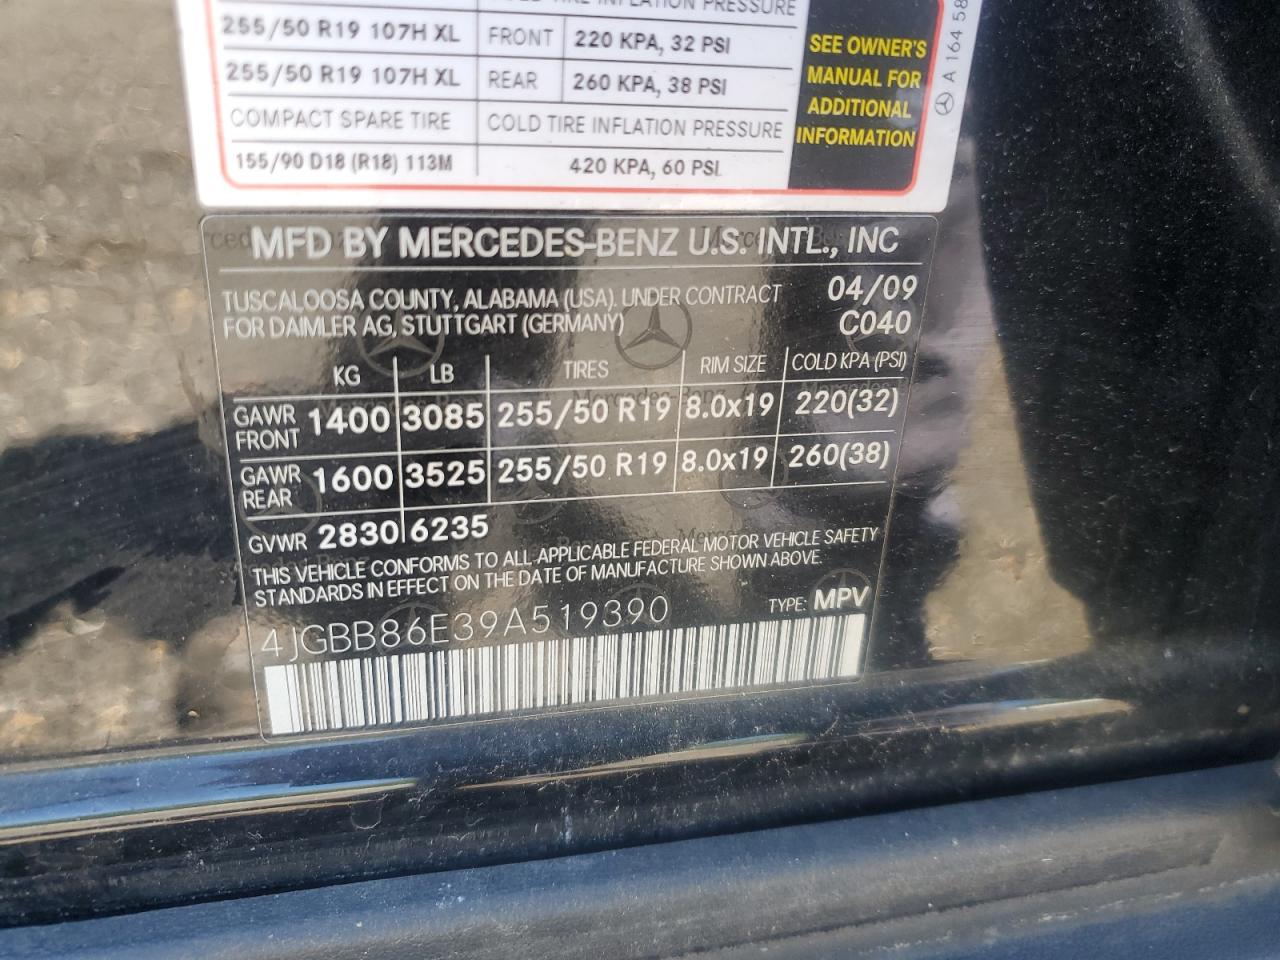 TIRE INFLATION PRESSURE
255/50 R19 107H XL FRONT 220 KPA, 32 PSI
255/50 R19 107H XL REAR 260 KPA, 38 PSI
COMPACT SPARE TIRE COLD TIRE INFLATION PRESSURE
155/90 D18 (R18) 113M 420 KPA, 60 PSI
SEE OWNER'S
MANUAL FOR
ADDITIONAL
INFORMATION
A 164 58
MFD BY MERCEDES-BENZ U.S. INTL., INC
TUSCALOOSA COUNTY, ALABAMA (USA), UNDER CONTRACT 04/09
FOR DAIMLER AG, STUTTGART (GERMANY) C040
KG LB TIRES RIM SIZE COLD KPA (PSI)
GAWR
FRONT 1400 3085 255/50 R19 8.0x19 220(32)
GAWR
REAR 1600 3525 255/50 R19 8.0x19 260(38)
GVWR 2830 6235
THIS VEHICLE CONFORMS TO ALL APPLICABLE FEDERAL MOTOR VEHICLE SAFETY
STANDARDS IN EFFECT ON THE DATE OF MANUFACTURE SHOWN ABOVE.
4JGBB86E39A519390 TYPE: MPV